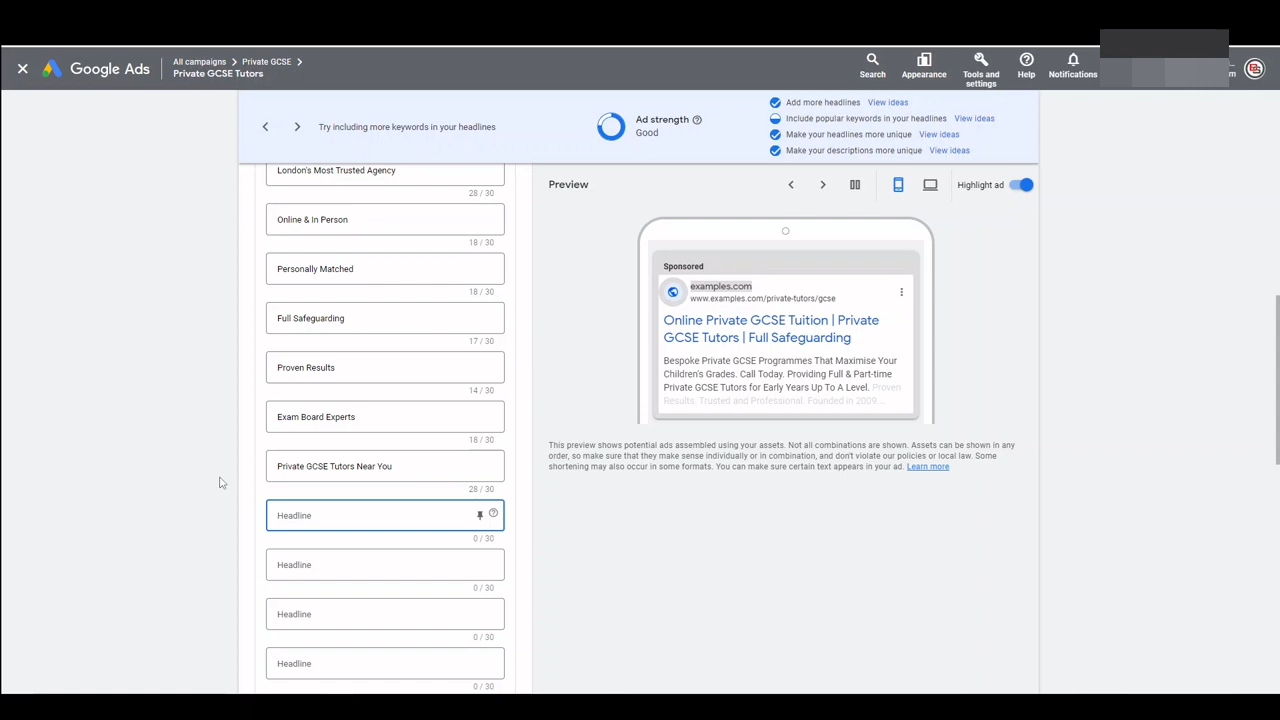 Google Ads
All campaigns > Private GCSE >
Private GCSE Tutors
Search
Appearance
Tools and settings
Help
Notifications
m
Try including more keywords in your headlines
Ad strength
Good
Add more headlines View ideas
Include popular keywords in your headlines View ideas
Make your headlines more unique View ideas
Make your descriptions more unique View ideas
London's Most Trusted Agency
28 / 30
Online & In Person
18 / 30
Personally Matched
18 / 30
Full Safeguarding
17 / 30
Proven Results
14 / 30
Exam Board Experts
18 / 30
Private GCSE Tutors Near You
28 / 30
Headline
0 / 30
Headline
0 / 30
Headline
0 / 30
Headline
0 / 30
Preview
Highlight ad
Sponsored
examples.com
www.examples.com/private-tutors/gcse
Online Private GCSE Tuition | Private
GCSE Tutors | Full Safeguarding
Bespoke Private GCSE Programmes That Maximise Your
Children's Grades. Call Today. Providing Full & Part-time
Private GCSE Tutors for Early Years Up To A Level. Proven
Results. Trusted and Professional. Founded in 2009...
This preview shows potential ads assembled using your assets. Not all combinations are shown. Assets can be shown in any
order, so make sure that they make sense individually or in combination, and don't violate our policies or local law. Some
shortening may also occur in some formats. You can make sure certain text appears in your ad. Learn more